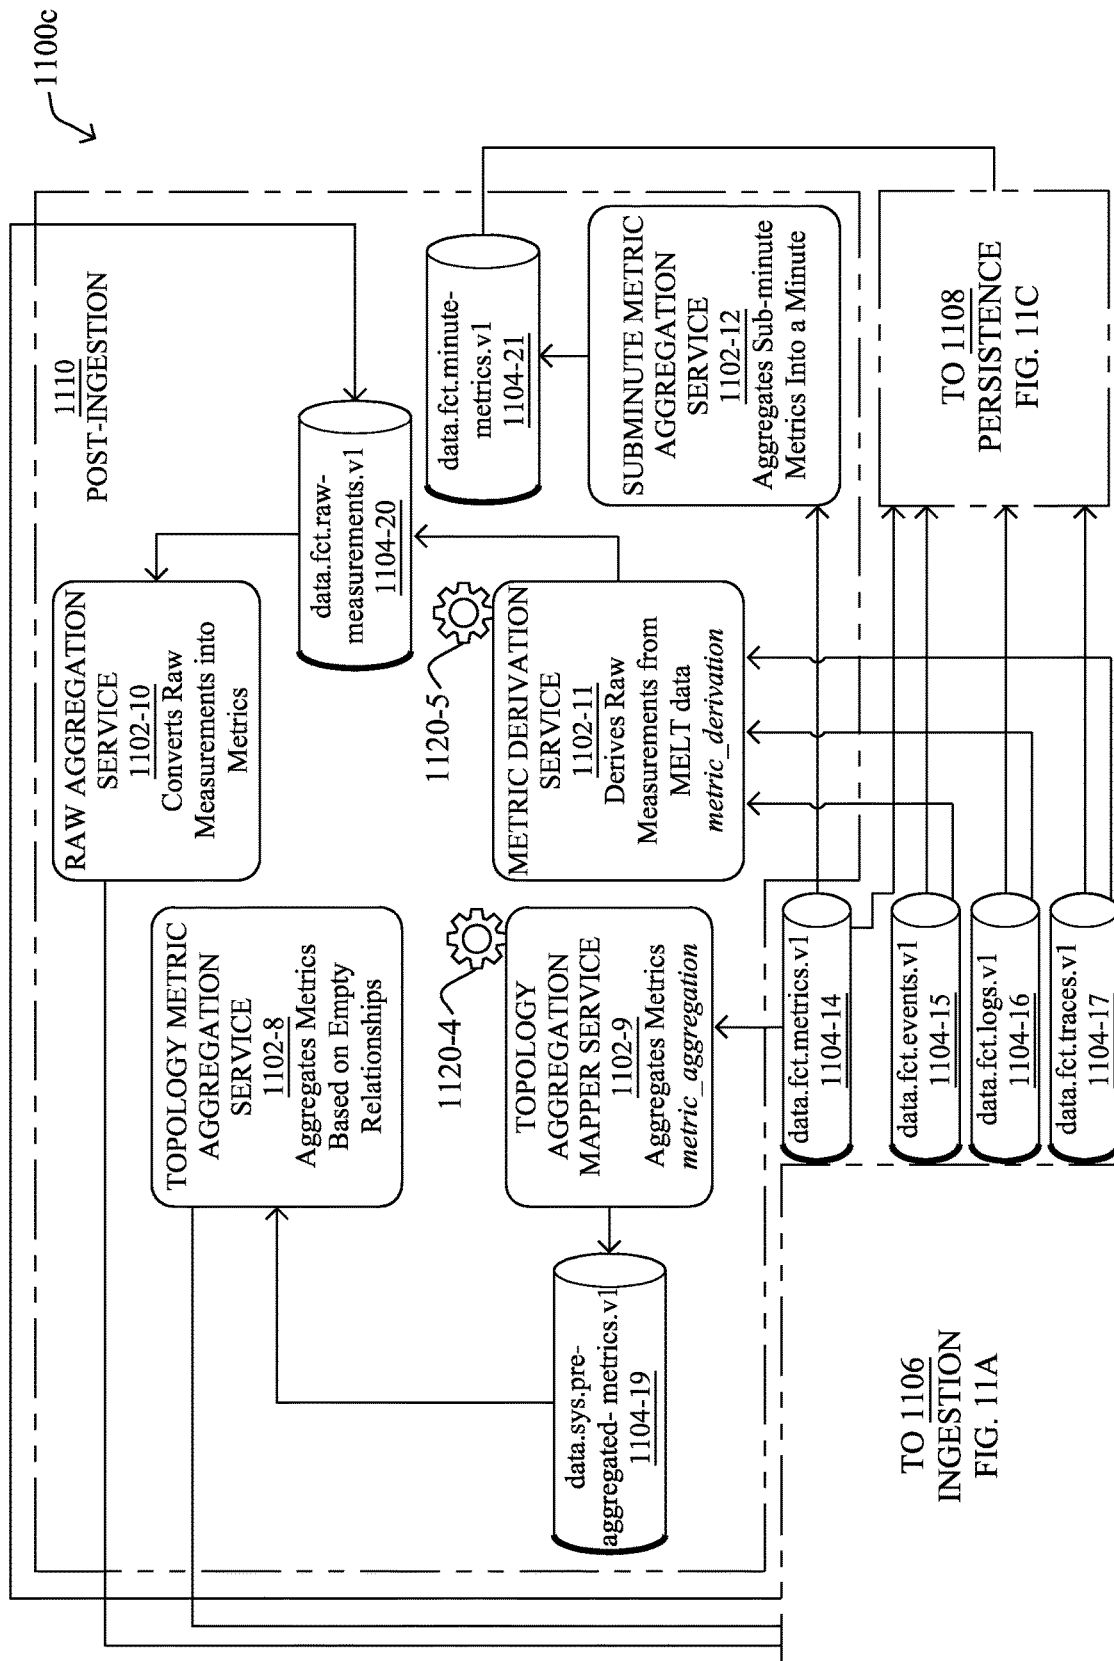 1100c
1110
POST-INGESTION
RAW AGGREGATION
SERVICE
1102-10
Converts Raw
Measurements into
Metrics
TOPOLOGY METRIC
AGGREGATION
SERVICE
1102-8
Aggregates Metrics
Based on Empty
Relationships
data.fct.raw-
measurements.v1
1104-20
data.fct.minute-
metrics.v1
1104-21
1120-5
1120-4
METRIC DERIVATION
SERVICE
1102-11
Derives Raw
Measurements from
MELT data
metric_derivation
SUBMINUTE METRIC
AGGREGATION
SERVICE
1102-12
Aggregates Sub-minute
Metrics Into a Minute
TOPOLOGY
AGGREGATION
MAPPER SERVICE
1102-9
Aggregates Metrics
metric_aggregation
data.sys.pre-
aggregated- metrics.v1
1104-19
data.fct.metrics.v1
1104-14
data.fct.events.v1
1104-15
data.fct.logs.v1
1104-16
data.fct.traces.v1
1104-17
TO 1106
INGESTION
FIG. 11A
TO 1108
PERSISTENCE
FIG. 11C